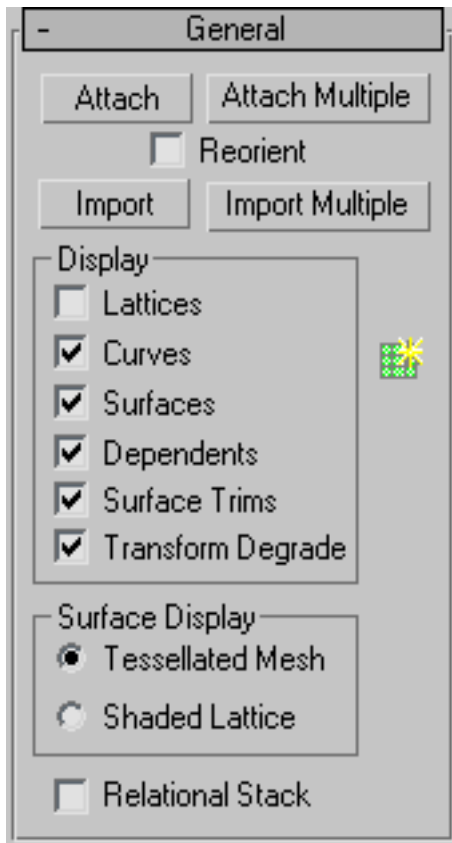 - General
Attach Attach Multiple
Reorient
Import Import Multiple
Display
Lattices
Curves
Surfaces
Dependents
Surface Trims
Transform Degrade
Surface Display
Tessellated Mesh
Shaded Lattice
Relational Stack